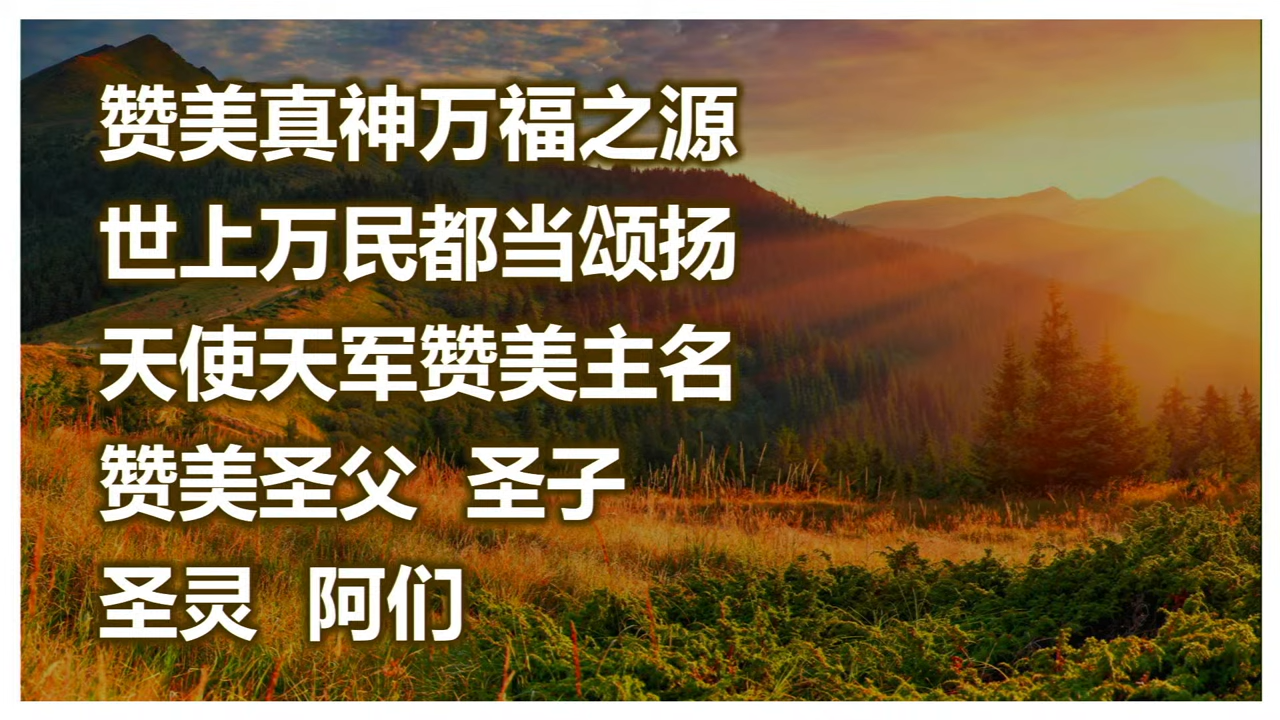 赞美真神万福之源
世上万民都当颂扬
天使天军赞美主名
赞美圣父 圣子
圣灵 阿们